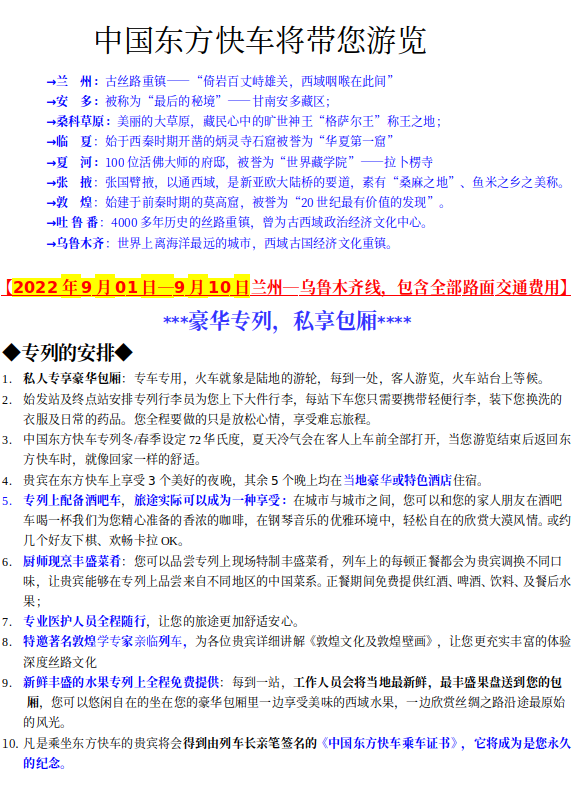 中国东方快车将带您游览
→兰 州：古丝路重镇——“倚岩百丈峙雄关，西域咽喉在此间”
→安 多：被称为“最后的秘境”——甘南安多藏区；
→桑科草原：美丽的大草原，藏民心中的旷世神王“格萨尔王”称王之地；
→临 夏：始于西秦时期开凿的炳灵寺石窟被誉为“华夏第一窟”
→夏 河：100 位活佛大师的府邸，被誉为“世界藏学院”——拉卜楞寺
→张 掖：张国臂掖，以通西域，是新亚欧大陆桥的要道，素有“桑麻之地”、鱼米之乡之美称。
→敦 煌：始建于前秦时期的莫高窟，被誉为“20 世纪最有价值的发现”。
→吐 鲁 番：4000 多年历史的丝路重镇，曾为古西域政治经济文化中心。
→乌鲁木齐：世界上离海洋最远的城市，西域古国经济文化重镇。
【2022 年 9 月 01 日—9 月 10 日兰州—乌鲁木齐线，包含全部路面交通费用】
***豪华专列，私享包厢****
◆专列的安排◆
1. 私人专享豪华包厢：专车专用，火车就象是陆地的游轮，每到一处，客人游览，火车站台上等候。
2. 始发站及终点站安排专列行李员为您上下大件行李，每站下车您只需要携带轻便行李，装下您换洗的
衣服及日常的药品。您全程要做的只是放松心情，享受难忘旅程。
3. 中国东方快车专列冬/春季设定 72 华氏度，夏天冷气会在客人上车前全部打开，当您游览结束后返回东
方快车时，就像回家一样的舒适。
4. 贵宾在东方快车上享受 3 个美好的夜晚，其余 5 个晚上均在当地豪华或特色酒店住宿。
5. 专列上配备酒吧车，旅途实际可以成为一种享受：在城市与城市之间，您可以和您的家人朋友在酒吧
车喝一杯我们为您精心准备的香浓的咖啡，在钢琴音乐的优雅环境中，轻松自在的欣赏大漠风情。或约
几个好友下棋、欢畅卡拉 OK。
6. 厨师现烹丰盛菜肴：您可以品尝专列上现场特制丰盛菜肴，列车上的每顿正餐都会为贵宾调换不同口
味，让贵宾能够在专列上品尝来自不同地区的中国菜系。正餐期间免费提供红酒、啤酒、饮料、及餐后水
果；
7. 专业医护人员全程随行，让您的旅途更加舒适安心。
8. 特邀著名敦煌学专家亲临列车，为各位贵宾详细讲解《敦煌文化及敦煌壁画》，让您更充实丰富的体验
深度丝路文化
9. 新鲜丰盛的水果专列上全程免费提供：每到一站，工作人员会将当地最新鲜，最丰盛果盘送到您的包
厢，您可以悠闲自在的坐在您的豪华包厢里一边享受美味的西域水果，一边欣赏丝绸之路沿途最原始
的风光。
10. 凡是乘坐东方快车的贵宾将会得到由列车长亲笔签名的《中国东方快车乘车证书》，它将成为是您永久
的纪念。